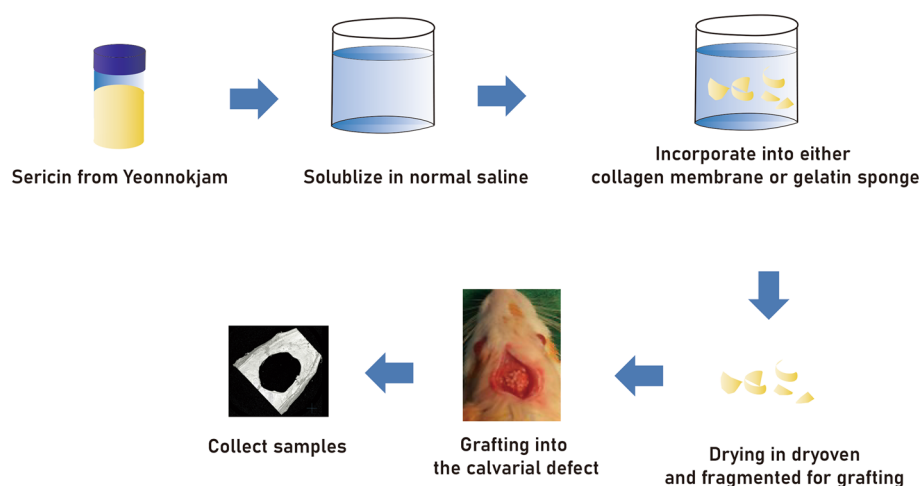 Sericin from Yeonnokjam
Solublize in normal saline
Incorporate into either
collagen membrane or gelatin sponge
Drying in dryoven
and fragmented for grafting
Grafting into
the calvarial defect
Collect samples